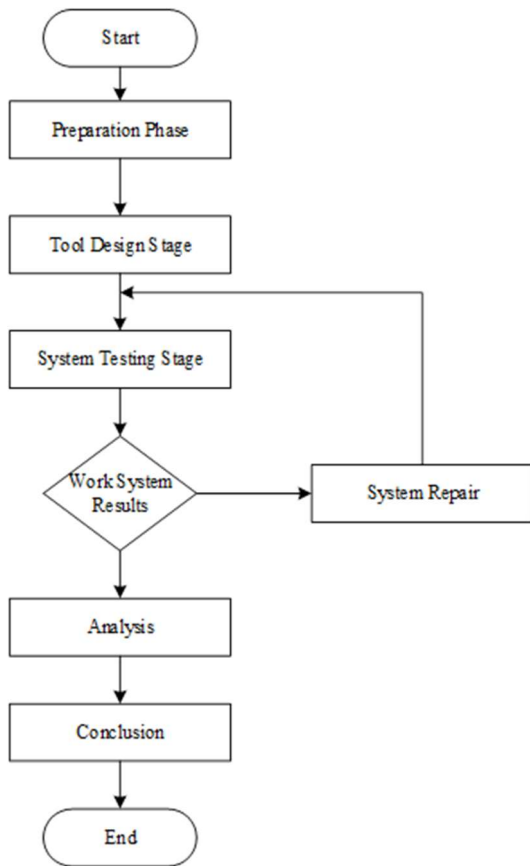 Start
Preparation Phase
Tool Design Stage
System Testing Stage
Work System
Results
System Repair
Analysis
Conclusion
End